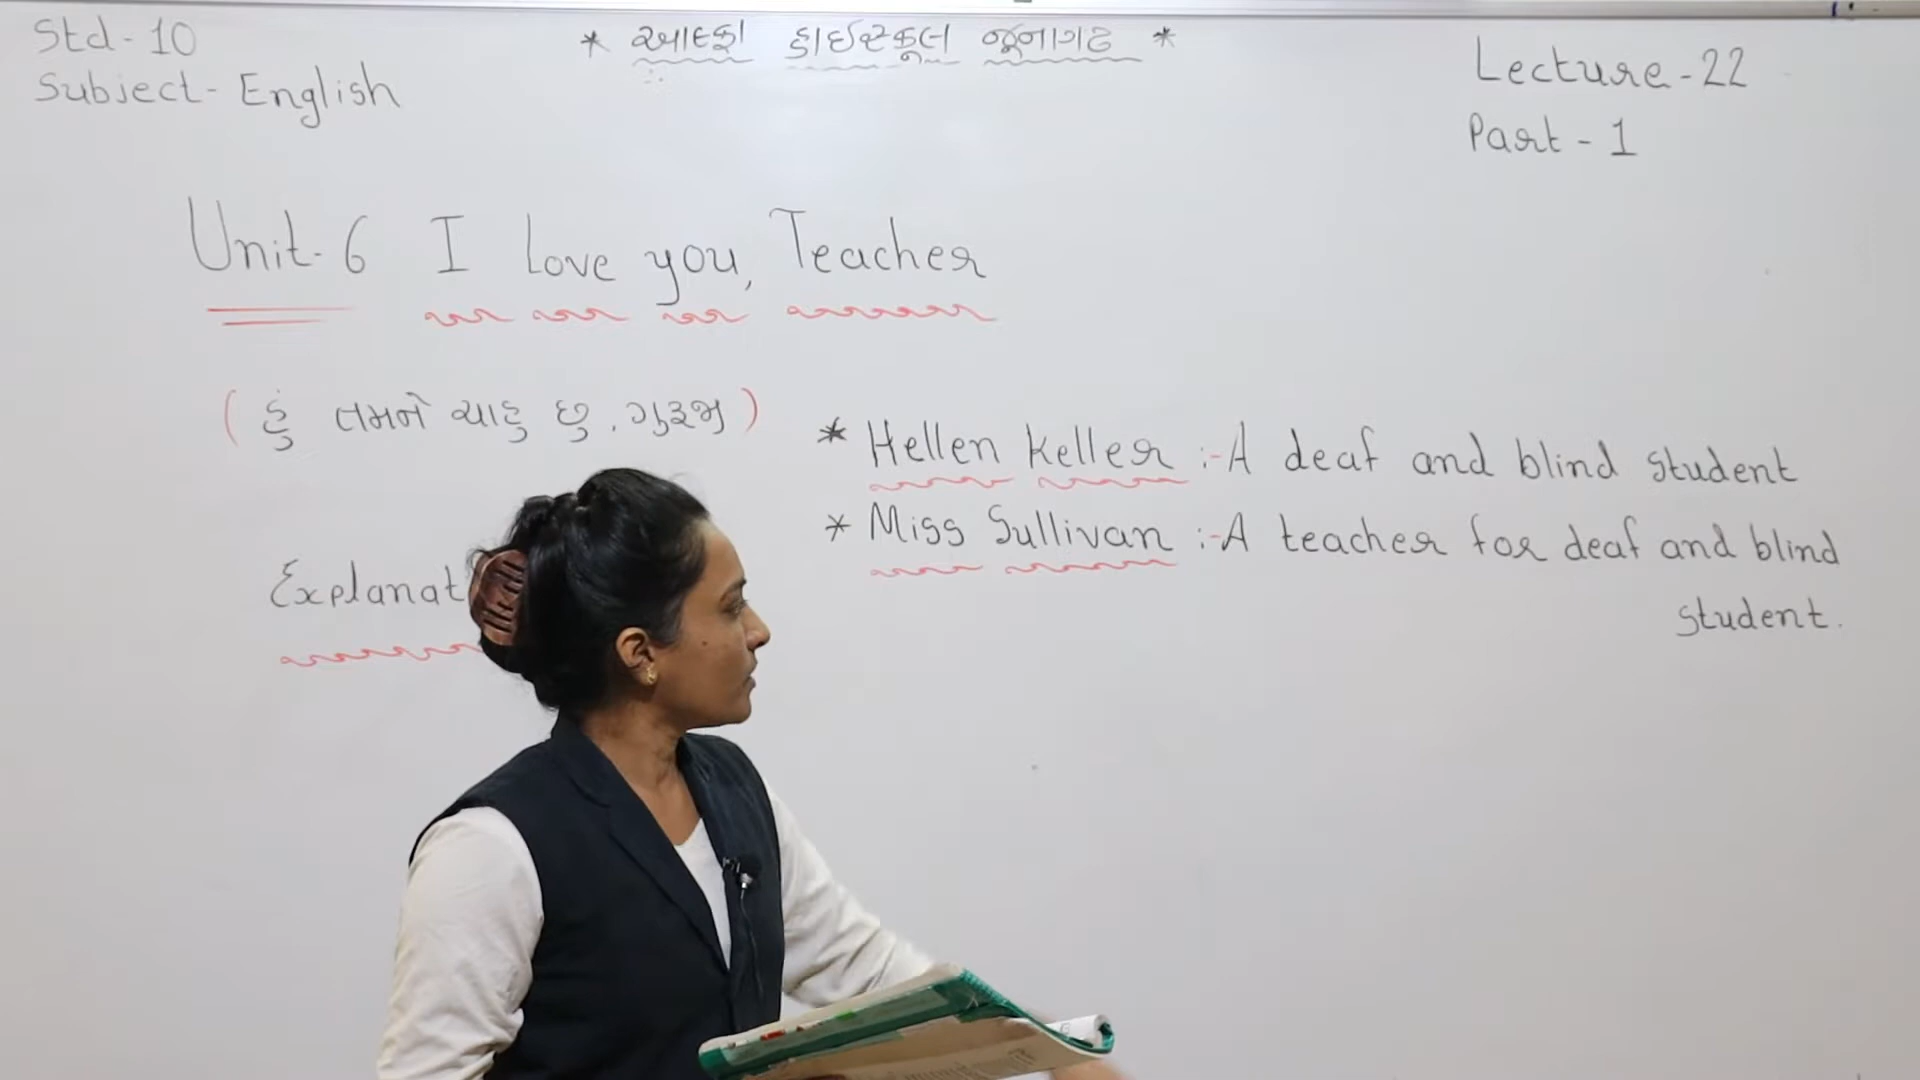 Std - 10
Subject - English
* આલ્ફા હાઈસ્કૂલ જૂનાગઢ *
Lecture - 22
Part - 1
Unit - 6 I Love you, Teacher
( હું તમને ચાહુ છુ, ગુરૂજી )
* Hellen Keller :- A deaf and blind student
* Miss Sullivan :- A teacher for deaf and blind
student.
Explanat